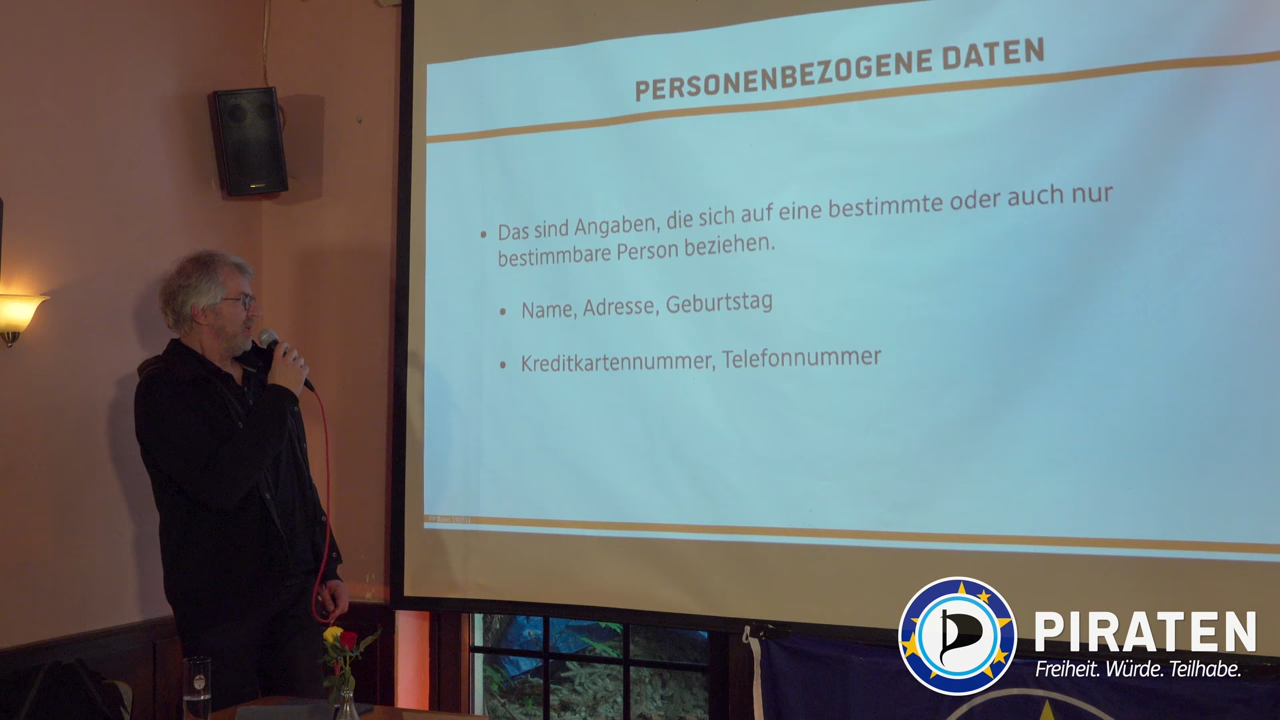 PERSONENBEZOGENE DATEN
• Das sind Angaben, die sich auf eine bestimmte oder auch nur
bestimmbare Person beziehen.
• Name, Adresse, Geburtstag
• Kreditkartennummer, Telefonnummer
PIRATEN
Freiheit. Würde. Teilhabe.